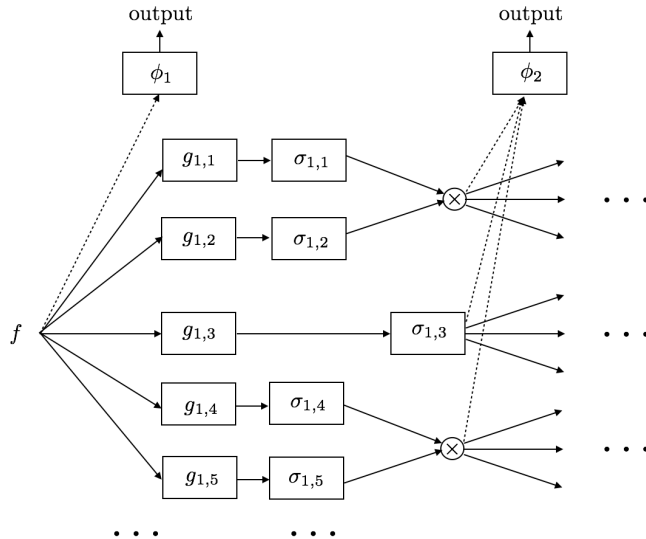 output output
ϕ₁ ϕ₂
g₁,₁ σ₁,₁
×
g₁,₂ σ₁,₂
. . .
f g₁,₃ σ₁,₃ . . .
g₁,₄ σ₁,₄
× . . .
g₁,₅ σ₁,₅
. . . . . .